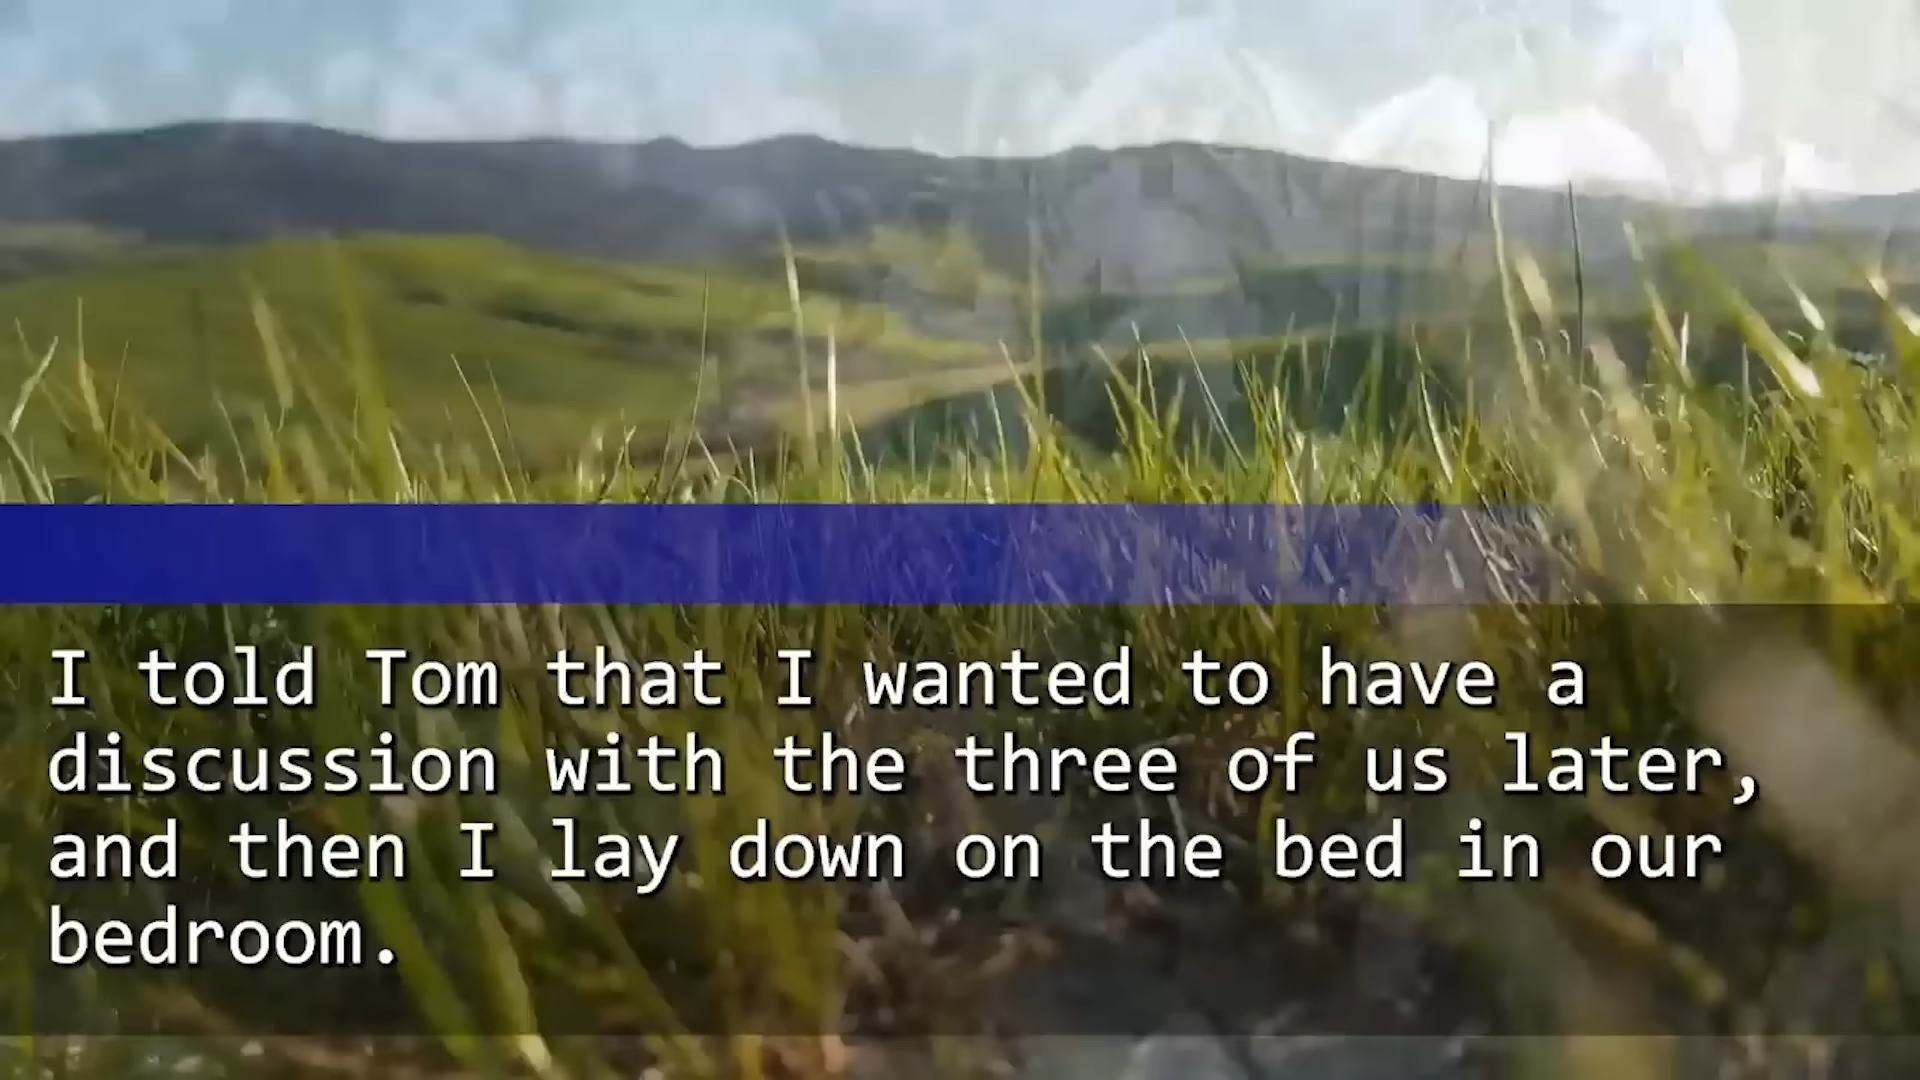 I told Tom that I wanted to have a
discussion with the three of us later,
and then I lay down on the bed in our
bedroom.